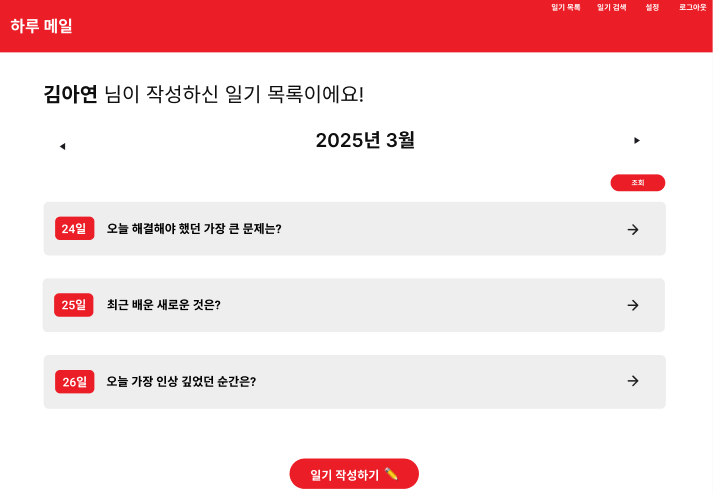 일기 목록 일기 검색 설정 로그아웃
하루 메일
김아연 님이 작성하신 일기 목록이에요!
◀ 2025년 3월 ▶
조회
24일 오늘 해결해야 했던 가장 큰 문제는? →
25일 최근 배운 새로운 것은? →
26일 오늘 가장 인상 깊었던 순간은? →
일기 작성하기 ✏️